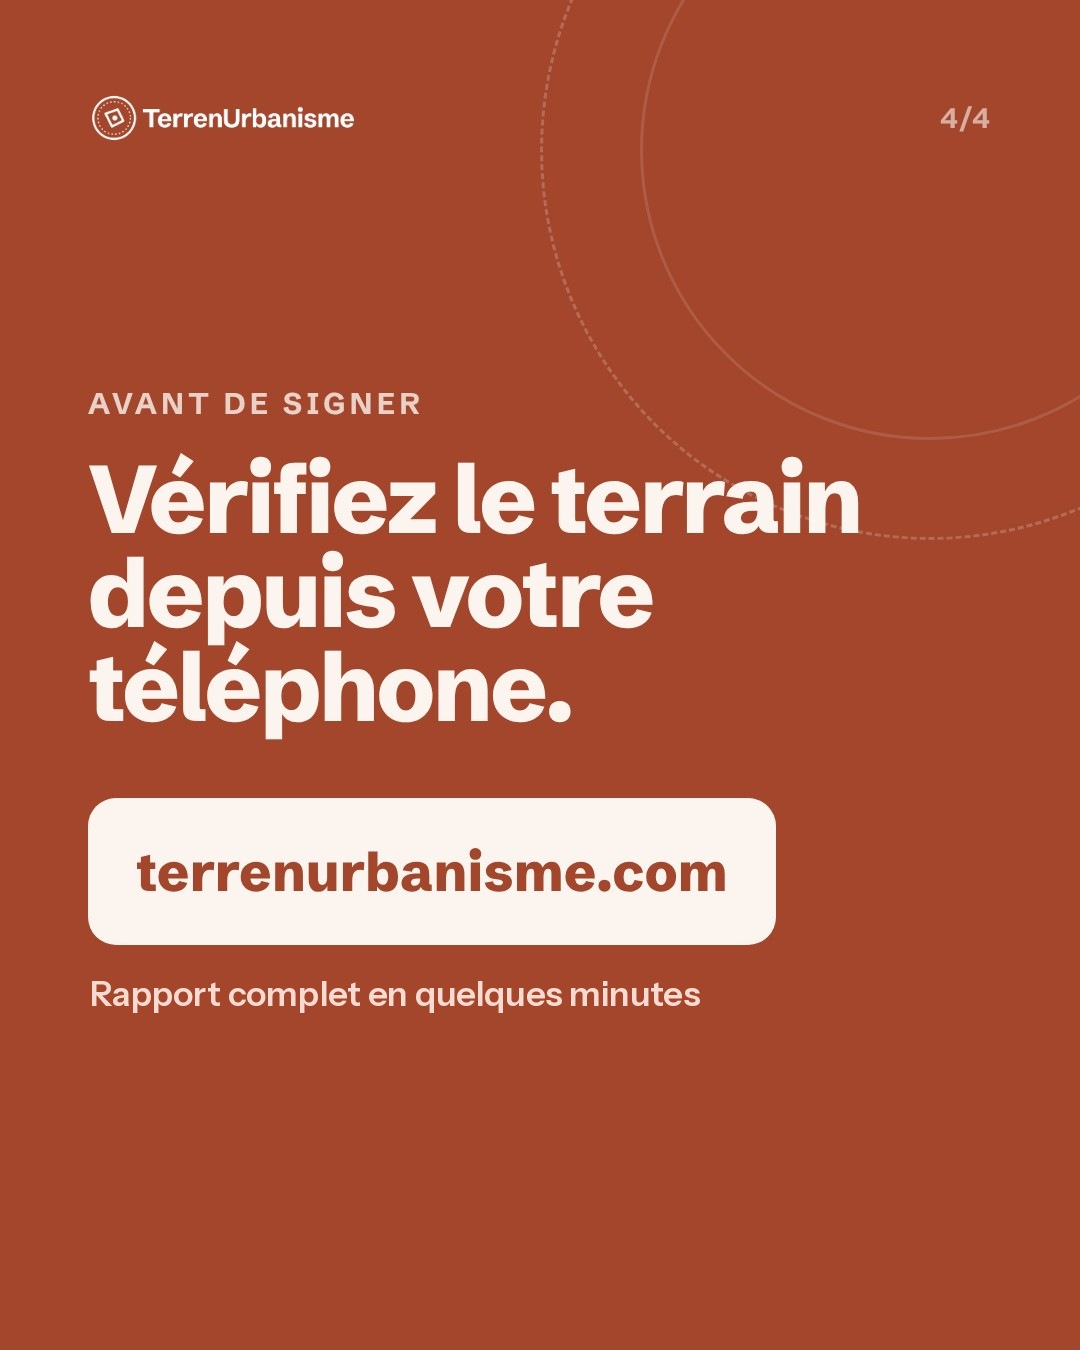 TerrenUrbanisme
4/4
AVANT DE SIGNER
Vérifiez le terrain
depuis votre
téléphone.
terrenurbanisme.com
Rapport complet en quelques minutes